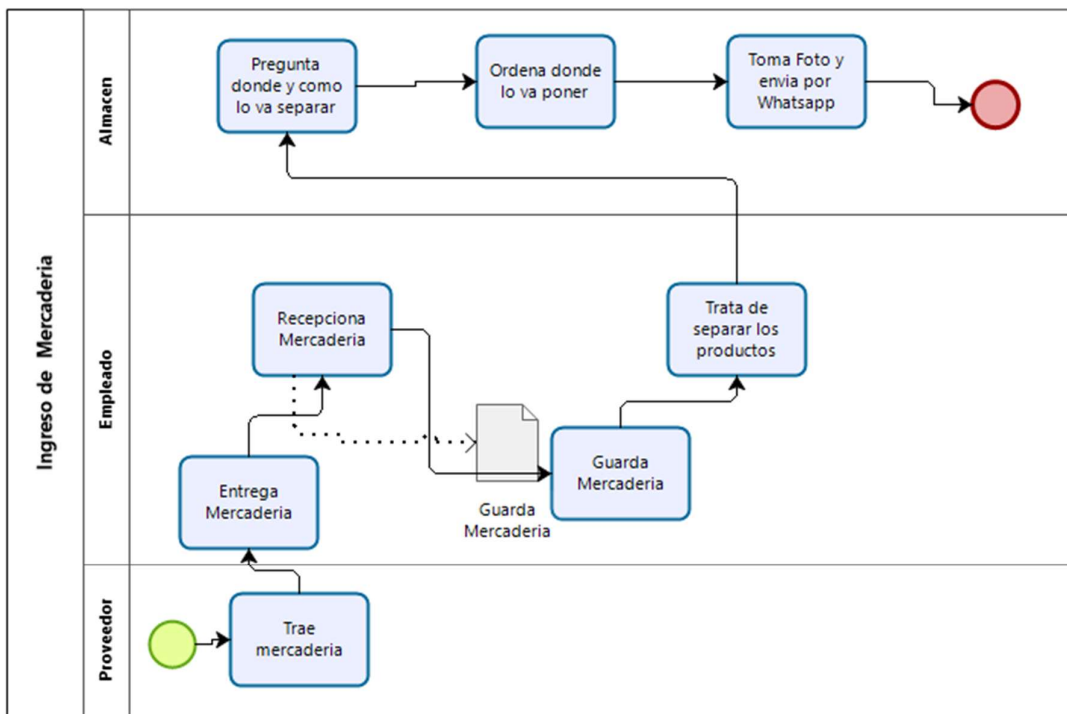 Ingreso de Mercaderia
Almacen
Pregunta
donde y como
lo va separar
Ordena donde
lo va poner
Toma Foto y
envia por
Whatsapp
Empleado
Recepciona
Mercaderia
Trata de
separar los
productos
Entrega
Mercaderia
Guarda
Mercaderia
Guarda
Mercaderia
Proveedor
Trae
mercaderia